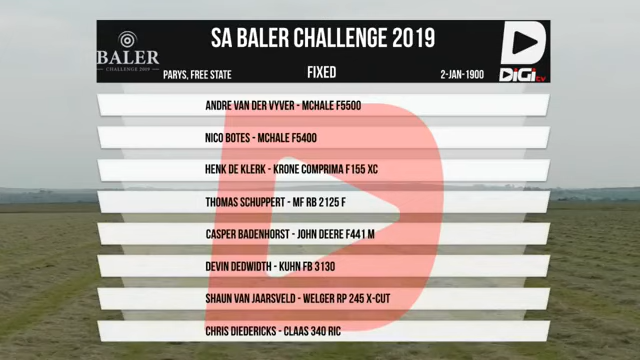 SA BALER CHALLENGE 2019
BALER
CHALLENGE 2019
PARYS, FREE STATE
FIXED
2-JAN-1900
DiGitv
ANDRE VAN DER VYVER - MCHALE F5500
NICO BOTES - MCHALE F5400
HENK DE KLERK - KRONE COMPRIMA F 155 XC
THOMAS SCHUPPERT - MF RB 2125 F
CASPER BADENHORST - JOHN DEERE F441 M
DEVIN DEDWIDTH - KUHN FB 3130
SHAUN VAN JAARSVELD - WELGER RP 245 X-CUT
CHRIS DIEDERICKS - CLAAS 340 RIC